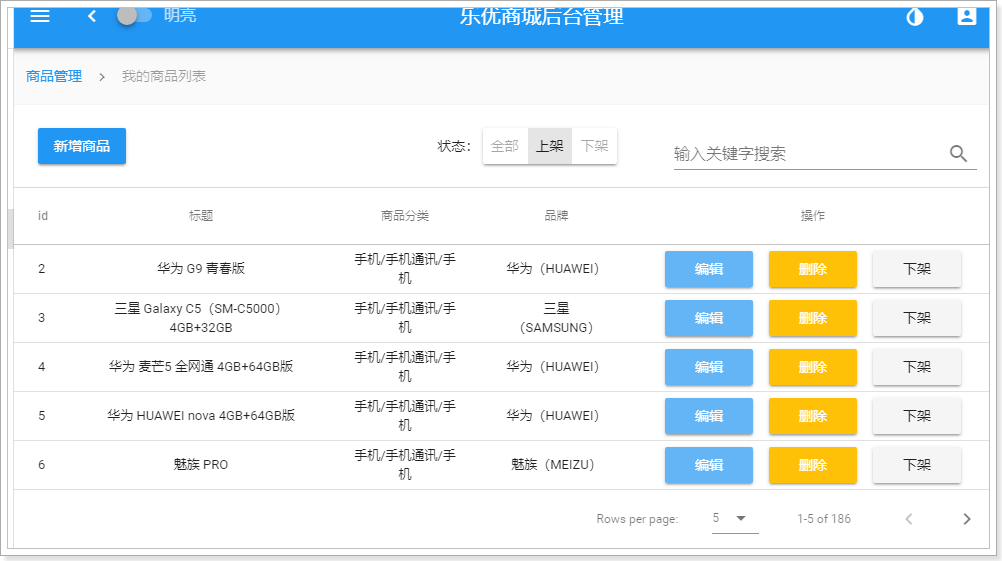 明亮
乐优商城后台管理
商品管理 > 我的商品列表
新增商品
状态： 全部 上架 下架
输入关键字搜索
id 标题 商品分类 品牌 操作
2 华为 G9 青春版 手机/手机通讯/手机 华为（HUAWEI） 编辑 删除 下架
3 三星 Galaxy C5（SM-C5000） 4GB+32GB 手机/手机通讯/手机 三星（SAMSUNG） 编辑 删除 下架
4 华为 麦芒5 全网通 4GB+64GB版 手机/手机通讯/手机 华为（HUAWEI） 编辑 删除 下架
5 华为 HUAWEI nova 4GB+64GB版 手机/手机通讯/手机 华为（HUAWEI） 编辑 删除 下架
6 魅族 PRO 手机/手机通讯/手机 魅族（MEIZU） 编辑 删除 下架
Rows per page: 5 1-5 of 186